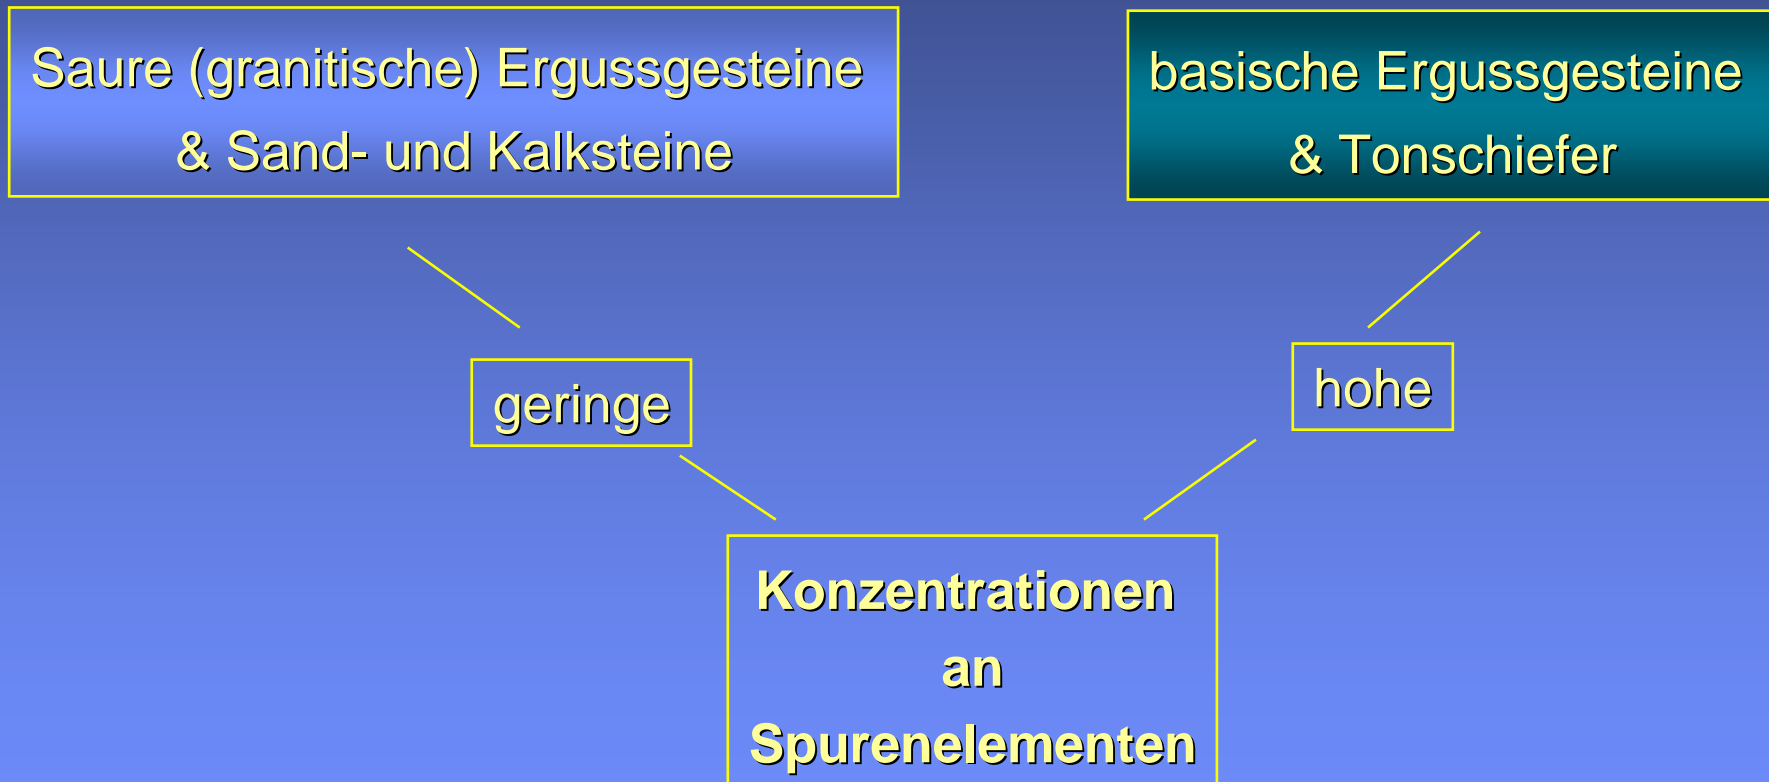 Saure (granitische) Ergussgesteine
& Sand- und Kalksteine
basische Ergussgesteine
& Tonschiefer
geringe
hohe
Konzentrationen
an
Spurenelementen